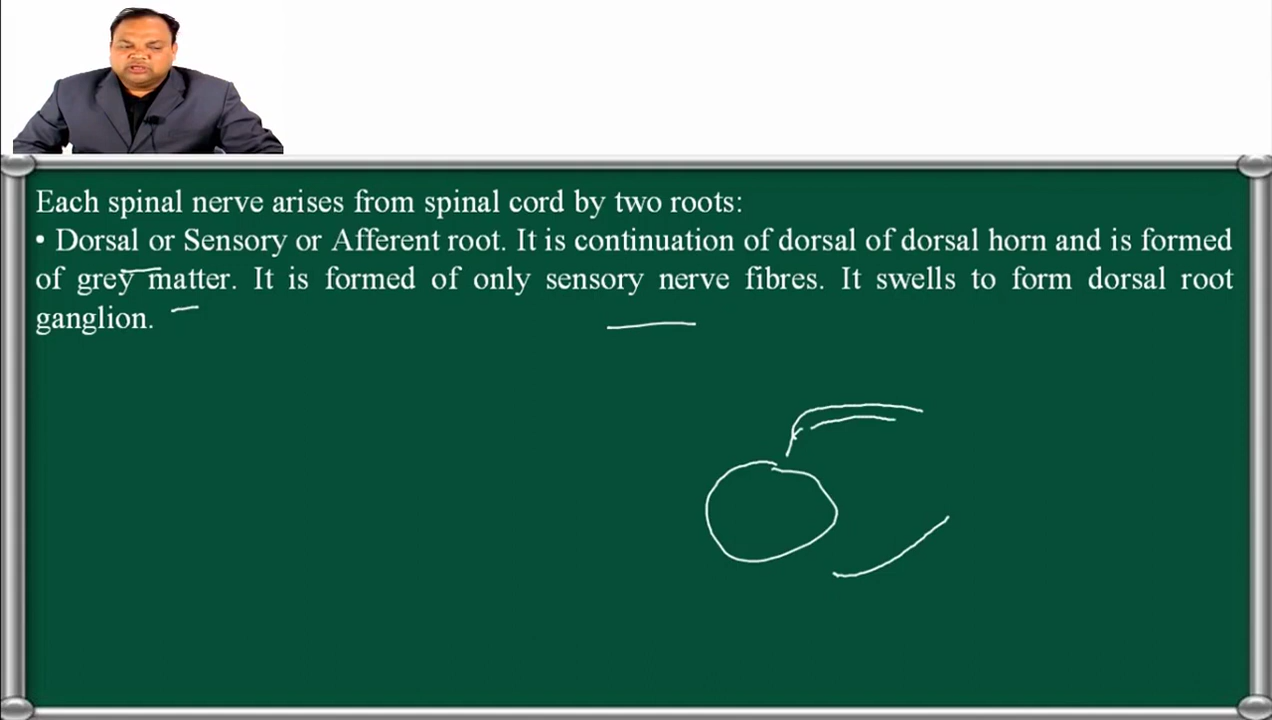 Each spinal nerve arises from spinal cord by two roots:
• Dorsal or Sensory or Afferent root. It is continuation of dorsal of dorsal horn and is formed
of grey matter. It is formed of only sensory nerve fibres. It swells to form dorsal root
ganglion.